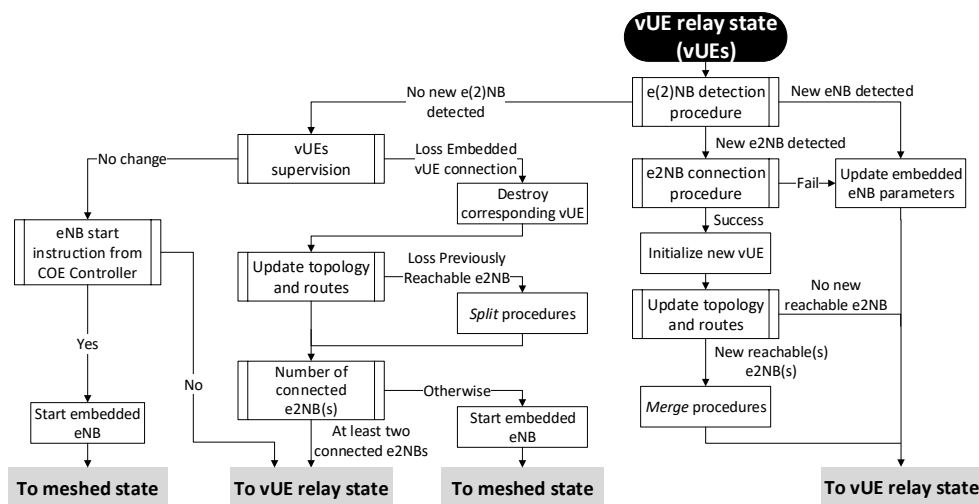 vUE relay state
(vUEs)
No new e(2)NB
detected
e(2)NB detection
procedure
New eNB detected
New e2NB detected
No change
vUEs
supervision
Loss Embedded
vUE connection
e2NB connection
procedure
Fail
Update embedded
eNB parameters
Destroy
corresponding vUE
Success
eNB start
instruction from
COE Controller
Initialize new vUE
Update topology
and routes
Loss Previously
Reachable e2NB
No new
reachable e2NB
Update topology
and routes
Split procedures
Yes
No
New reachable(s)
e2NB(s)
Number of
connected
e2NB(s)
Otherwise
Merge procedures
Start embedded
eNB
At least two
connected e2NBs
Start embedded
eNB
To meshed state
To vUE relay state
To meshed state
To vUE relay state